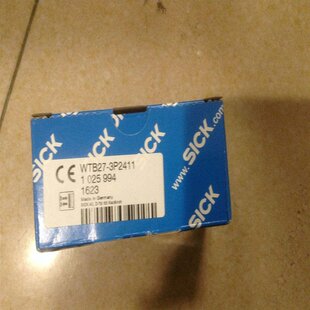 SICK
CE
WTB27-3P2411
1 025 994
1623
Made in Germany
www.sick.com
SICK
SICK